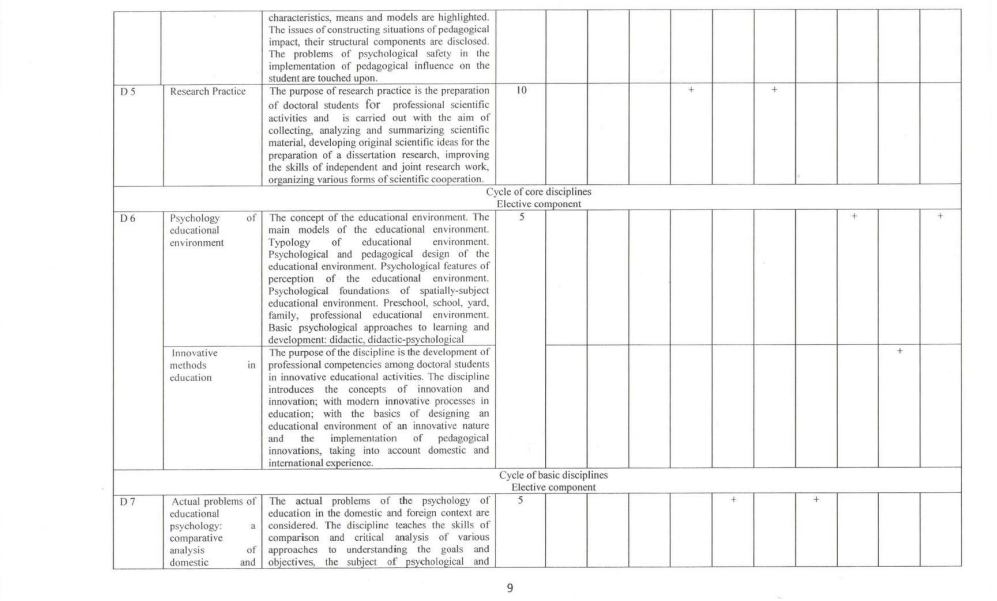 characteristics, means and models are highlighted.
The issues of constructing situations of pedagogical
impact, their structural components are disclosed.
The problems of psychological safety in the
implementation of pedagogical influence on the
student are touched upon.
D 5 Research Practice The purpose of research practice is the preparation 10 + +
of doctoral students for professional scientific
activities and is carried out with the aim of
collecting, analyzing and summarizing scientific
material, developing original scientific ideas for the
preparation of a dissertation research, improving
the skills of independent and joint research work,
organizing various forms of scientific cooperation.
Cycle of core disciplines
Elective component
D 6 Psychology of The concept of the educational environment. The 5 + +
educational main models of the educational environment.
environment Typology of educational environment.
Psychological and pedagogical design of the
educational environment. Psychological features of
perception of the educational environment.
Psychological foundations of spatially-subject
educational environment. Preschool, school, yard,
family, professional educational environment.
Basic psychological approaches to learning and
development: didactic, didactic-psychological
Innovative The purpose of the discipline is the development of +
methods in professional competencies among doctoral students
education in innovative educational activities. The discipline
introduces the concepts of innovation and
innovation; with modern innovative processes in
education; with the basics of designing an
educational environment of an innovative nature
and the implementation of pedagogical
innovations, taking into account domestic and
international experience.
Cycle of basic disciplines
Elective component
D 7 Actual problems of The actual problems of the psychology of 5 + +
educational education in the domestic and foreign context are
psychology: a considered. The discipline teaches the skills of
comparative comparison and critical analysis of various
analysis of approaches to understanding the goals and
domestic and objectives, the subject of psychological and
9